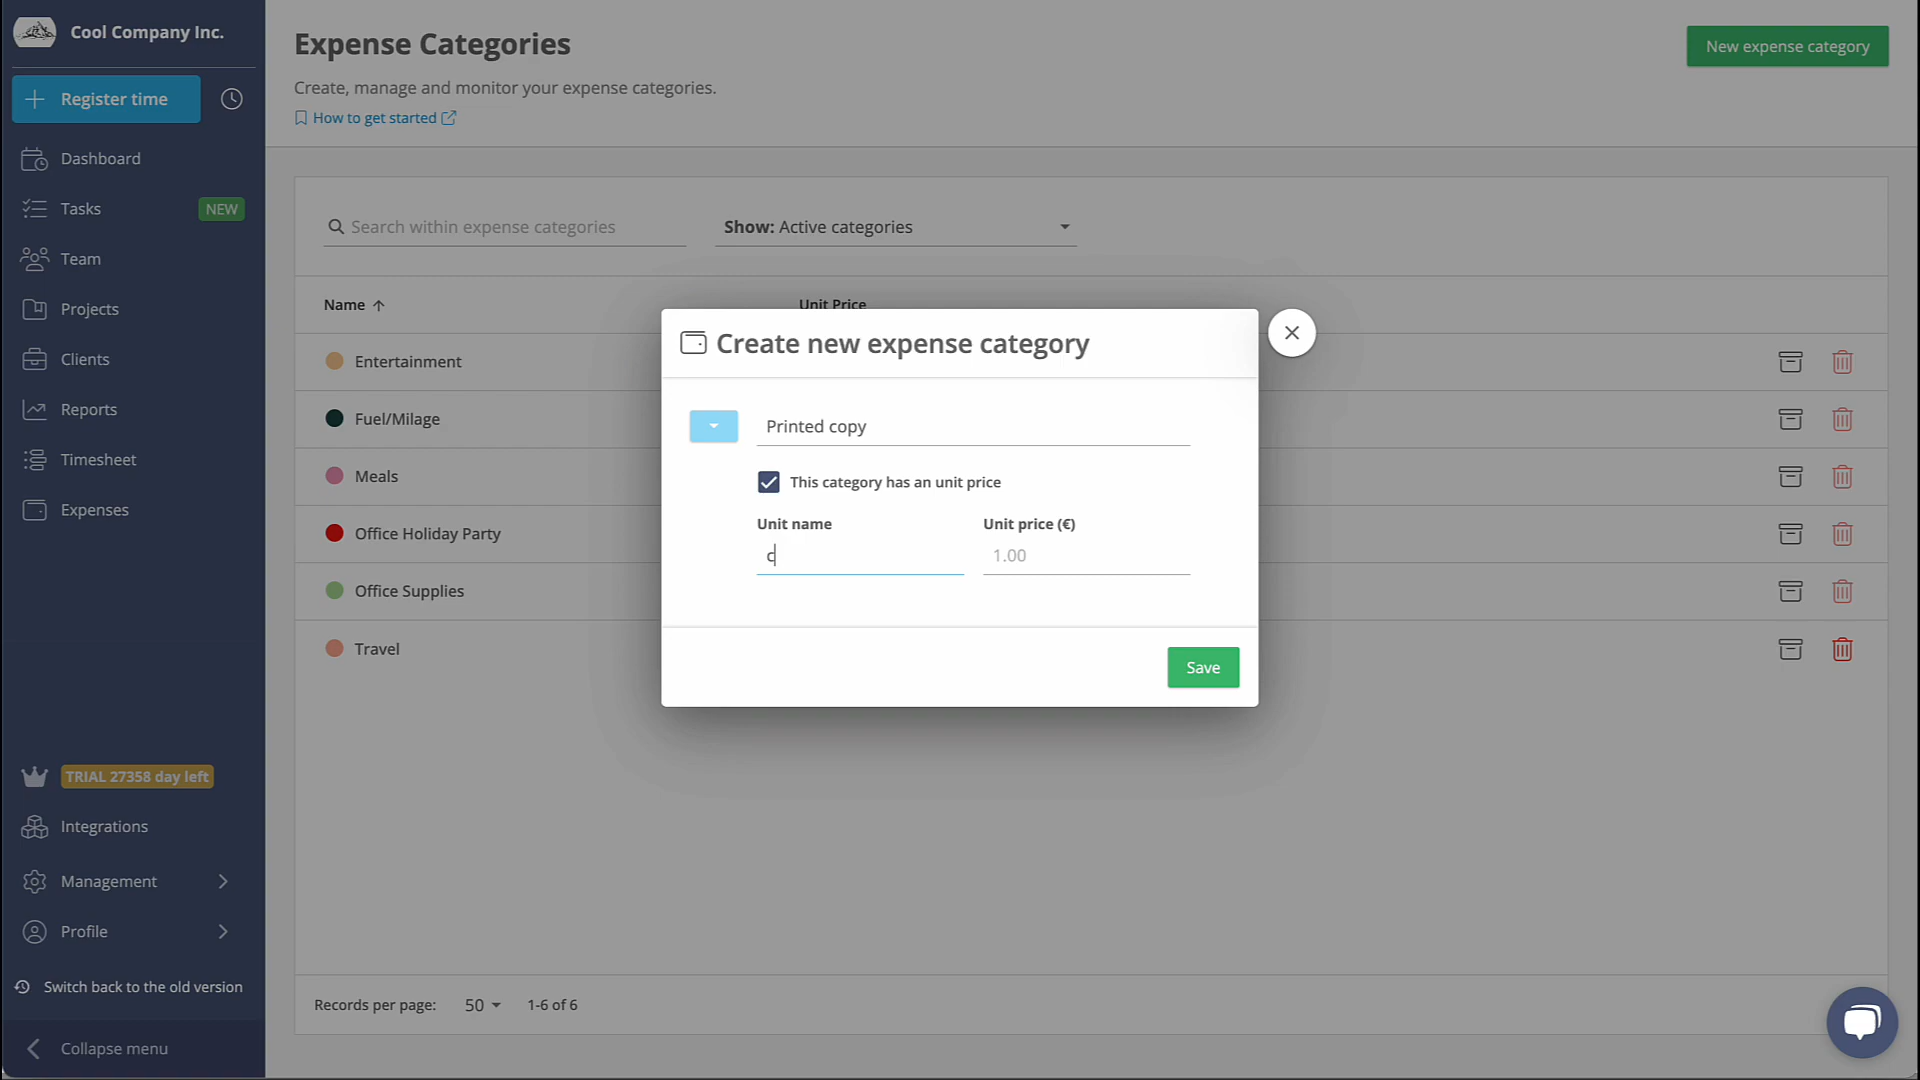 Cool Company Inc.
Register time
Dashboard
Tasks
NEW
Team
Projects
Clients
Reports
Timesheet
Expenses
TRIAL 27358 day left
Integrations
Management
Profile
Switch back to the old version
Collapse menu
Expense Categories
New expense category
Create, manage and monitor your expense categories.
How to get started
Search within expense categories
Show: Active categories
Name
Unit Price
Entertainment
Fuel/Milage
Meals
Office Holiday Party
Office Supplies
Travel
Create new expense category
Printed copy
This category has an unit price
Unit name
Unit price (€)
c
1.00
Save
Records per page: 50 1-6 of 6